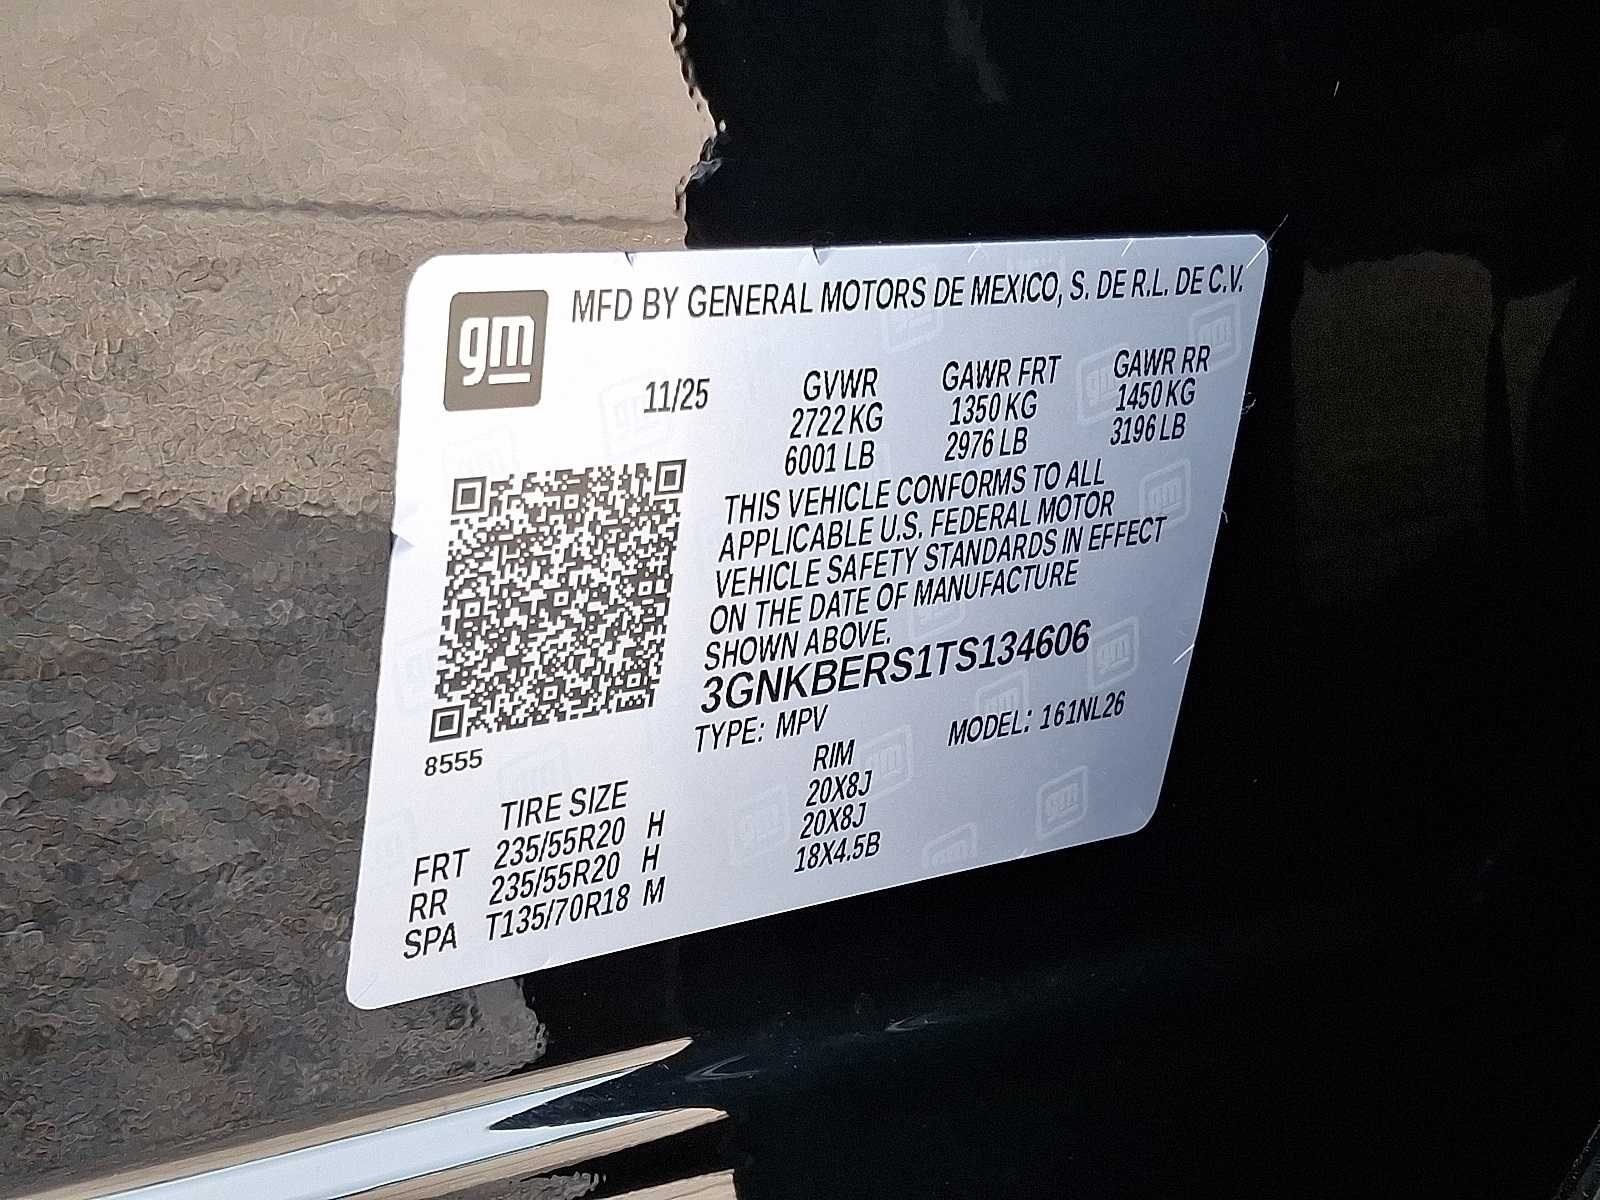 gm
MFD BY GENERAL MOTORS DE MEXICO, S. DE R.L. DE C.V.
11/25 GVWR GAWR FRT GAWR RR
2722 KG 1350 KG 1450 KG
6001 LB 2976 LB 3196 LB
THIS VEHICLE CONFORMS TO ALL
APPLICABLE U.S. FEDERAL MOTOR
VEHICLE SAFETY STANDARDS IN EFFECT
ON THE DATE OF MANUFACTURE
SHOWN ABOVE.
3GNKBERS1TS134606
TYPE: MPV MODEL: 161NL26
8555
TIRE SIZE RIM
FRT 235/55R20 H 20X8J
RR 235/55R20 H 20X8J
SPA T135/70R18 M 18X4.5B